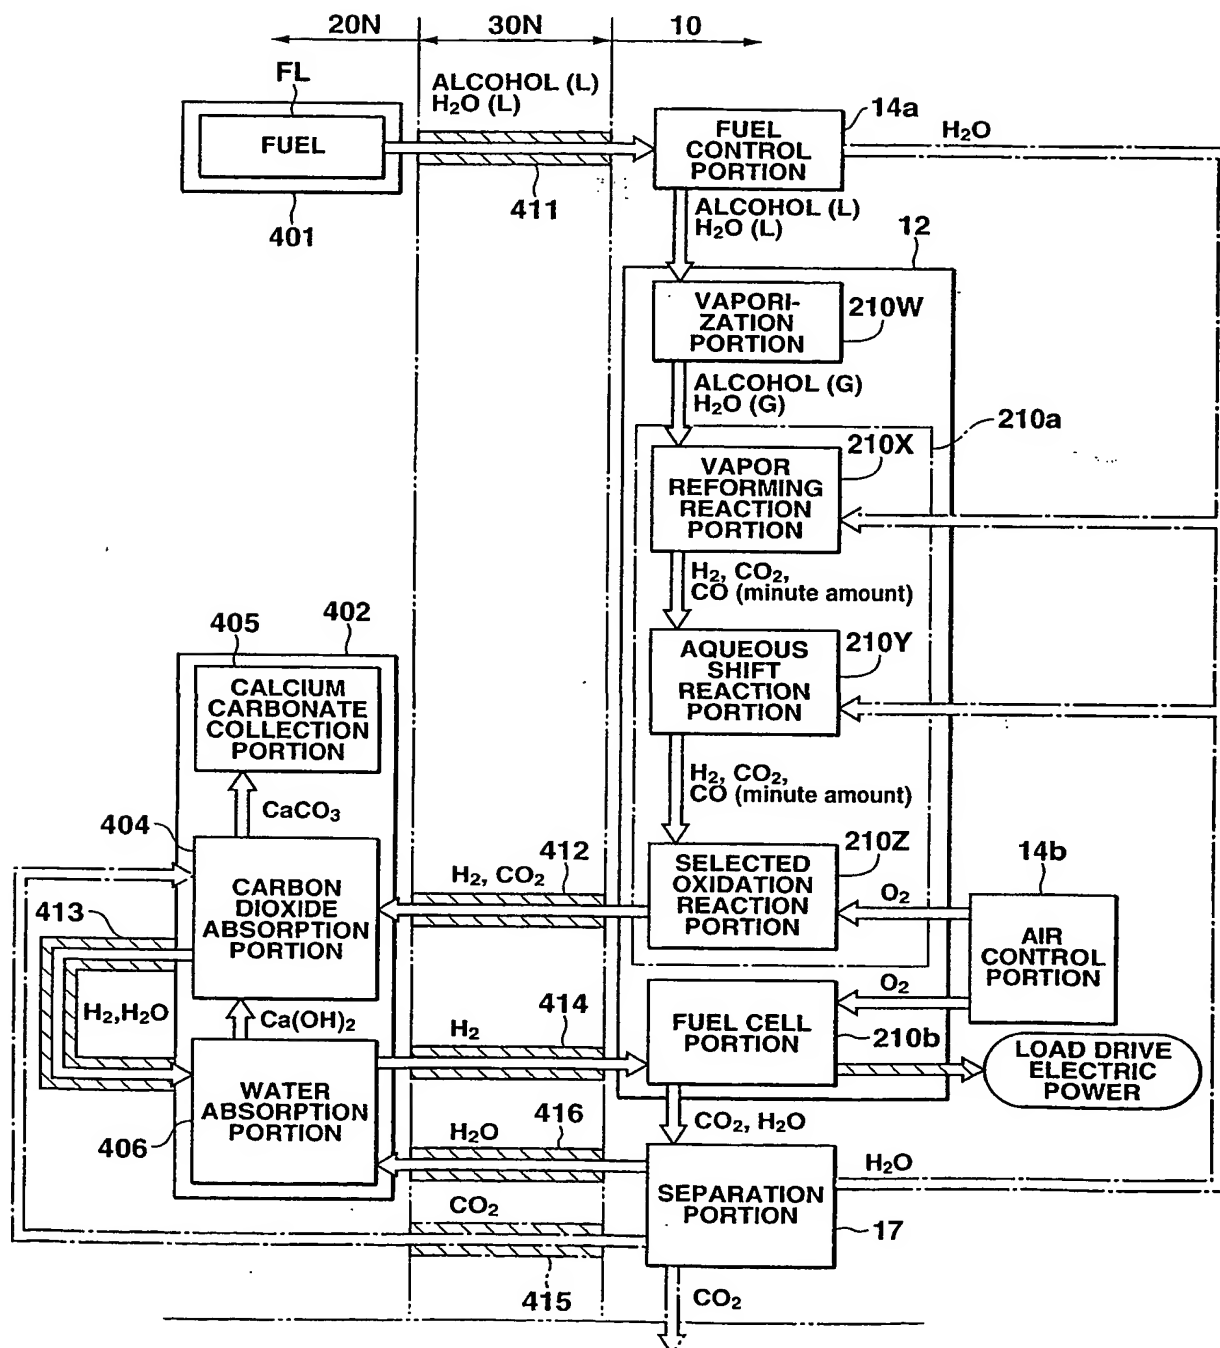 20N
30N
10
FL
ALCOHOL (L)
H₂O (L)
FUEL
401
411
FUEL
CONTROL
PORTION
14a
H₂O
ALCOHOL (L)
H₂O (L)
12
VAPORI-
ZATION
PORTION
210W
ALCOHOL (G)
H₂O (G)
210a
VAPOR
REFORMING
REACTION
PORTION
210X
H₂, CO₂,
CO (minute amount)
AQUEOUS
SHIFT
REACTION
PORTION
210Y
H₂, CO₂,
CO (minute amount)
405
402
CALCIUM
CARBONATE
COLLECTION
PORTION
CaCO₃
404
CARBON
DIOXIDE
ABSORPTION
PORTION
412
H₂, CO₂
SELECTED
OXIDATION
REACTION
PORTION
210Z
14b
O₂
AIR
CONTROL
PORTION
413
H₂,H₂O
Ca(OH)₂
O₂
414
H₂
FUEL CELL
PORTION
210b
LOAD DRIVE
ELECTRIC
POWER
WATER
ABSORPTION
PORTION
406
CO₂, H₂O
416
H₂O
SEPARATION
PORTION
H₂O
17
CO₂
415
CO₂